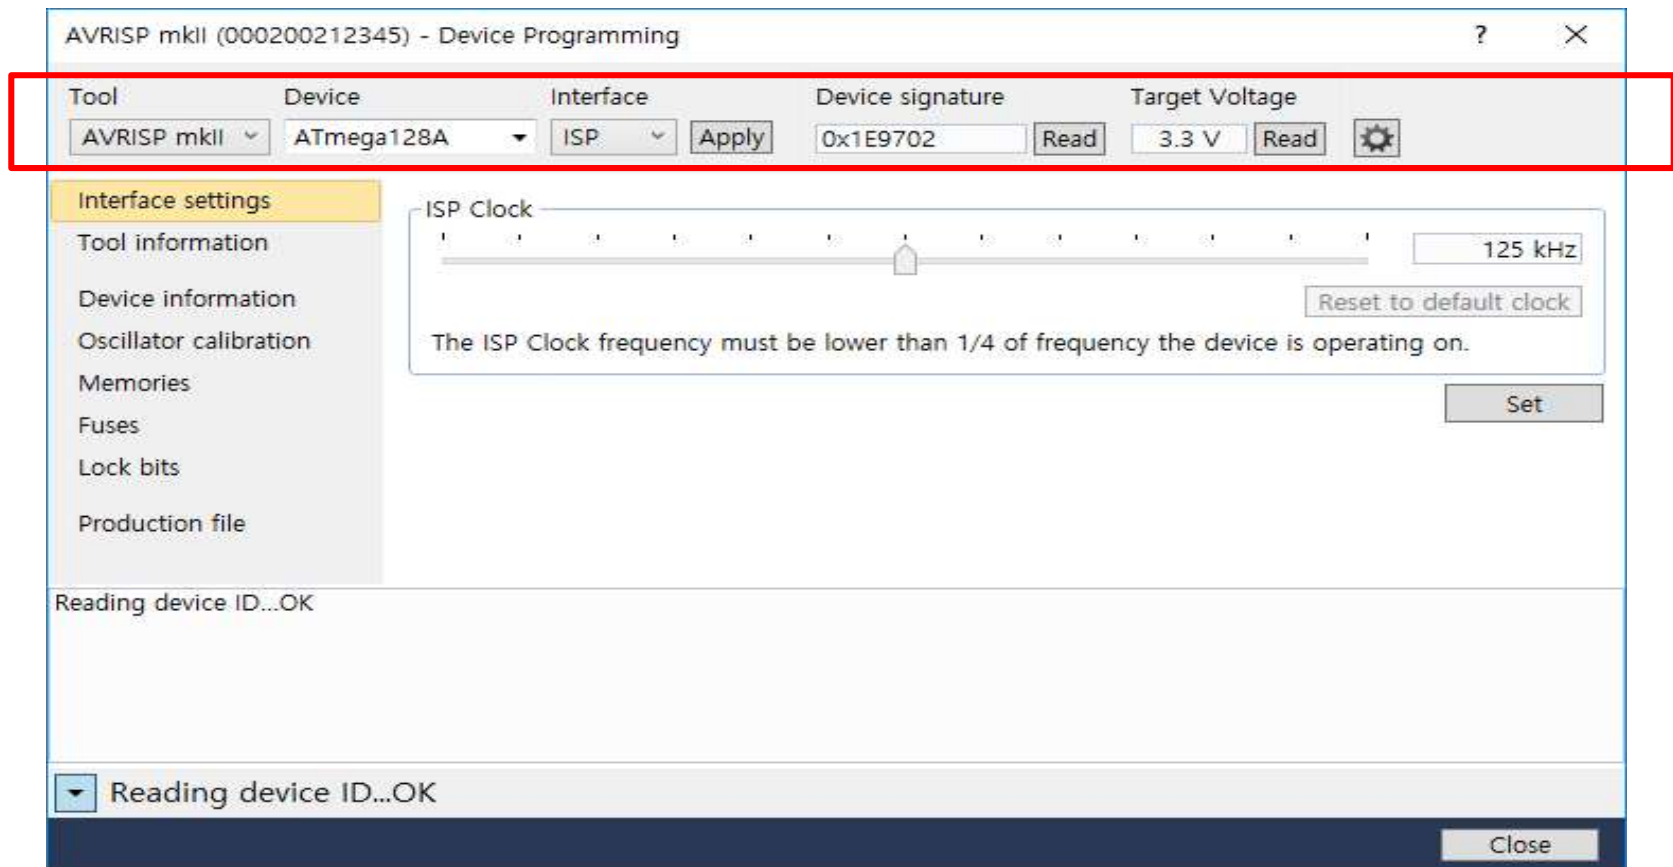 AVRISP mkII (000200212345) - Device Programming ?
Tool Device Interface Device signature Target Voltage
AVRISP mkII ATmega128A ISP Apply 0x1E9702 Read 3.3 V Read
Interface settings
Tool information
Device information
Oscillator calibration
Memories
Fuses
Lock bits
Production file
ISP Clock
125 kHz
Reset to default clock
The ISP Clock frequency must be lower than 1/4 of frequency the device is operating on.
Set
Reading device ID...OK
Reading device ID...OK
Close